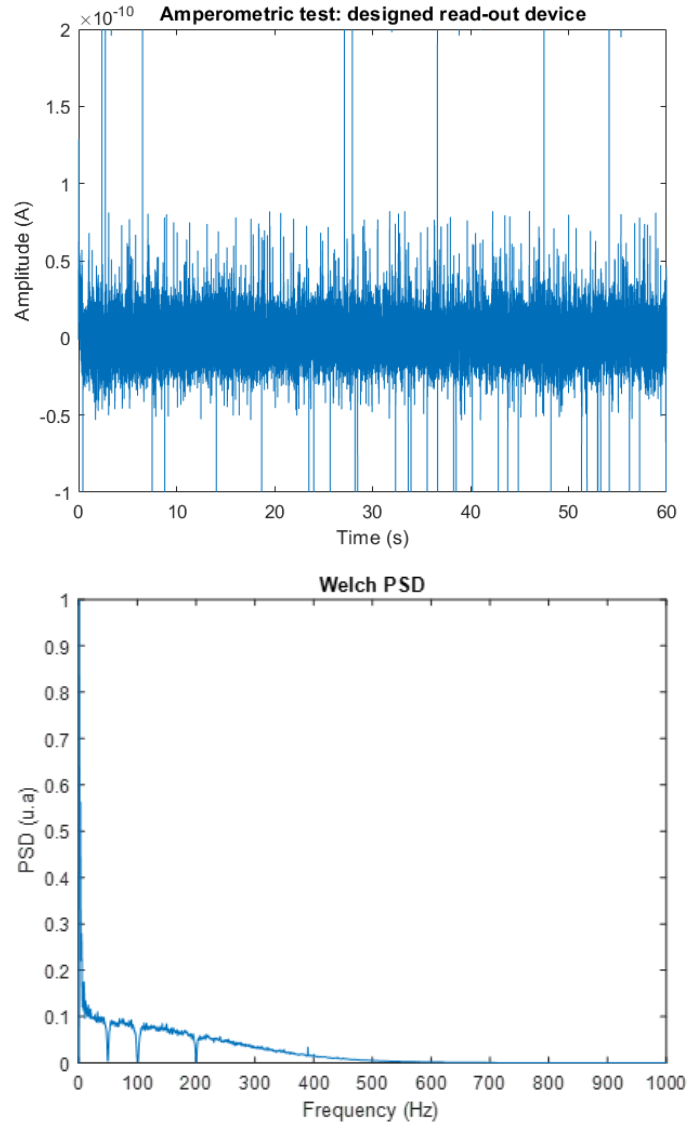 Amperometric test: designed read-out device
×10⁻¹⁰
2
1.5
1
0.5
0
-0.5
-1
Amplitude (A)
0 10 20 30 40 50 60
Time (s)
Welch PSD
1
0.9
0.8
0.7
0.6
0.5
0.4
0.3
0.2
0.1
0
PSD (u.a)
0 100 200 300 400 500 600 700 800 900 1000
Frequency (Hz)